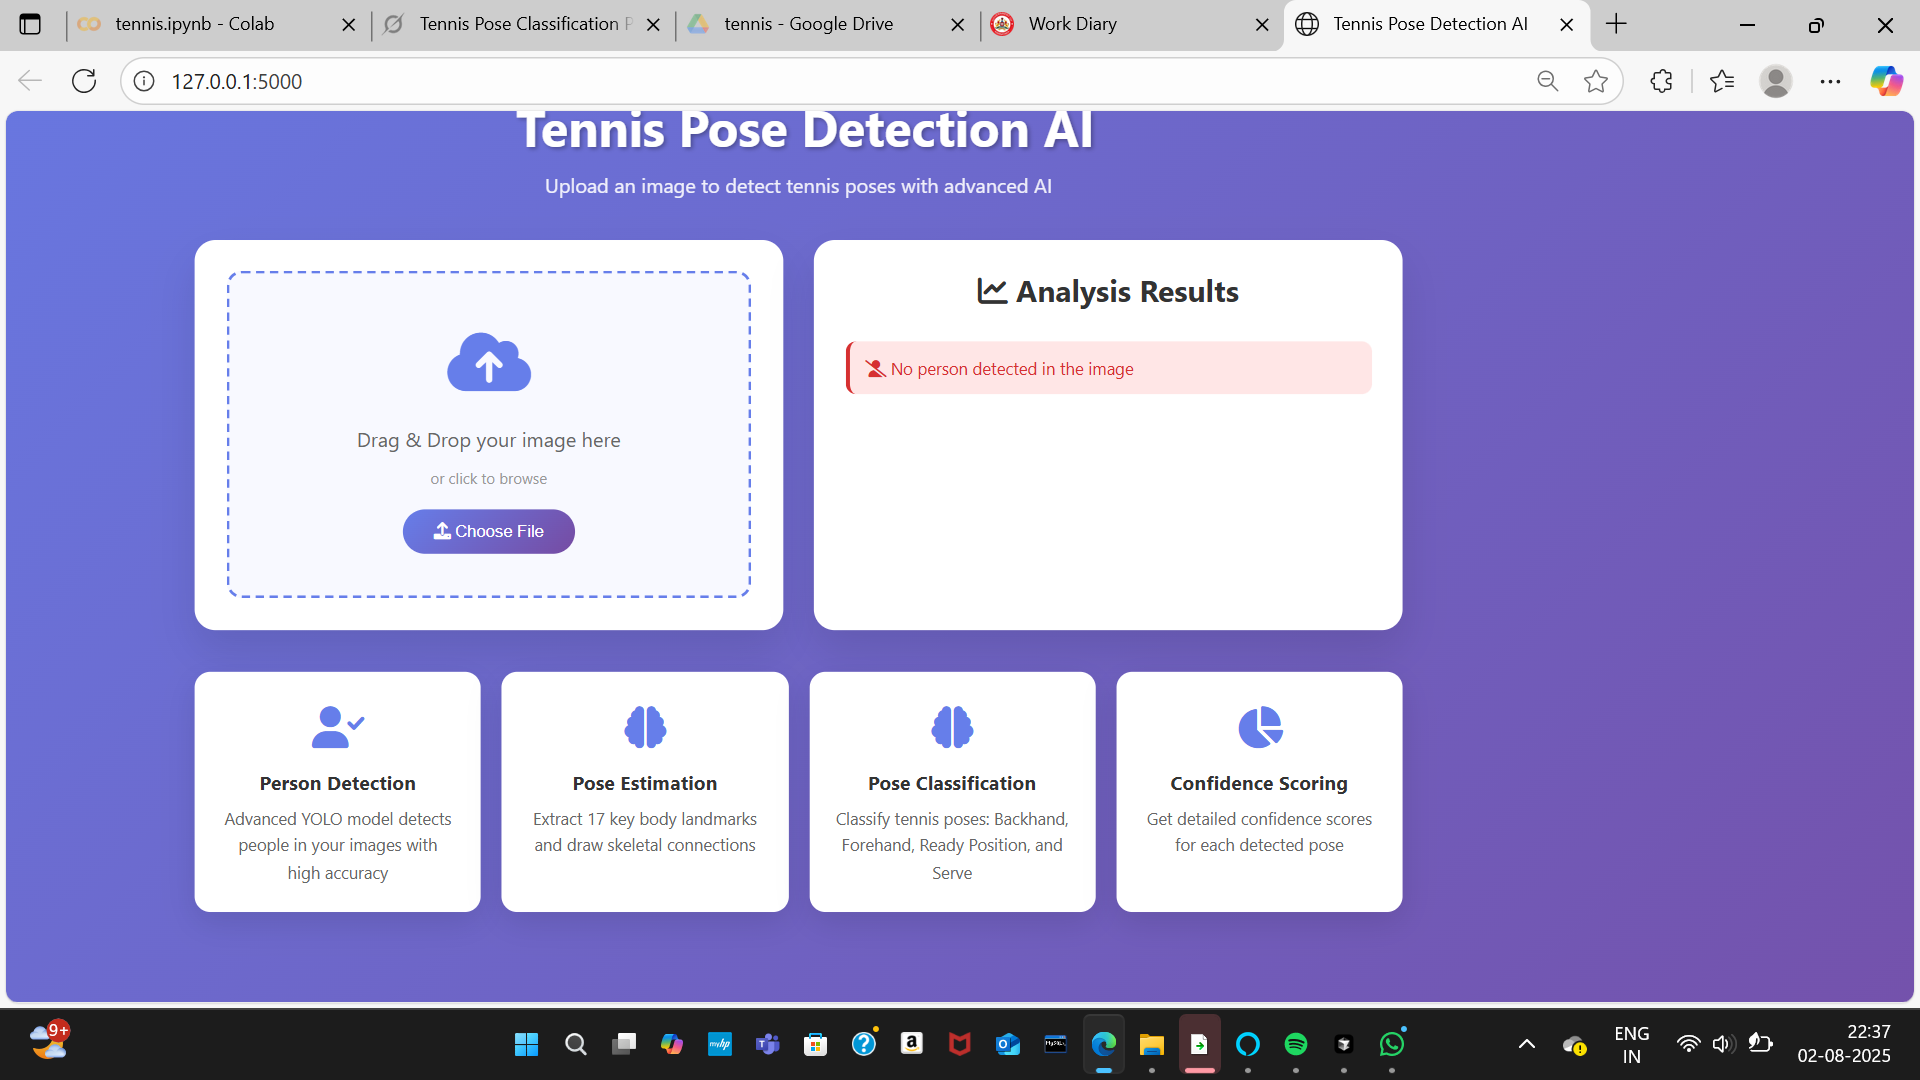 tennis.ipynb - Colab
Tennis Pose Classification P
tennis - Google Drive
Work Diary
Tennis Pose Detection AI
127.0.0.1:5000
Tennis Pose Detection AI
Upload an image to detect tennis poses with advanced AI
Drag & Drop your image here
or click to browse
Choose File
Analysis Results
No person detected in the image
Person Detection
Advanced YOLO model detects
people in your images with
high accuracy
Pose Estimation
Extract 17 key body landmarks
and draw skeletal connections
Pose Classification
Classify tennis poses: Backhand,
Forehand, Ready Position, and
Serve
Confidence Scoring
Get detailed confidence scores
for each detected pose
9+
myhp
ENG
IN
22:37
02-08-2025